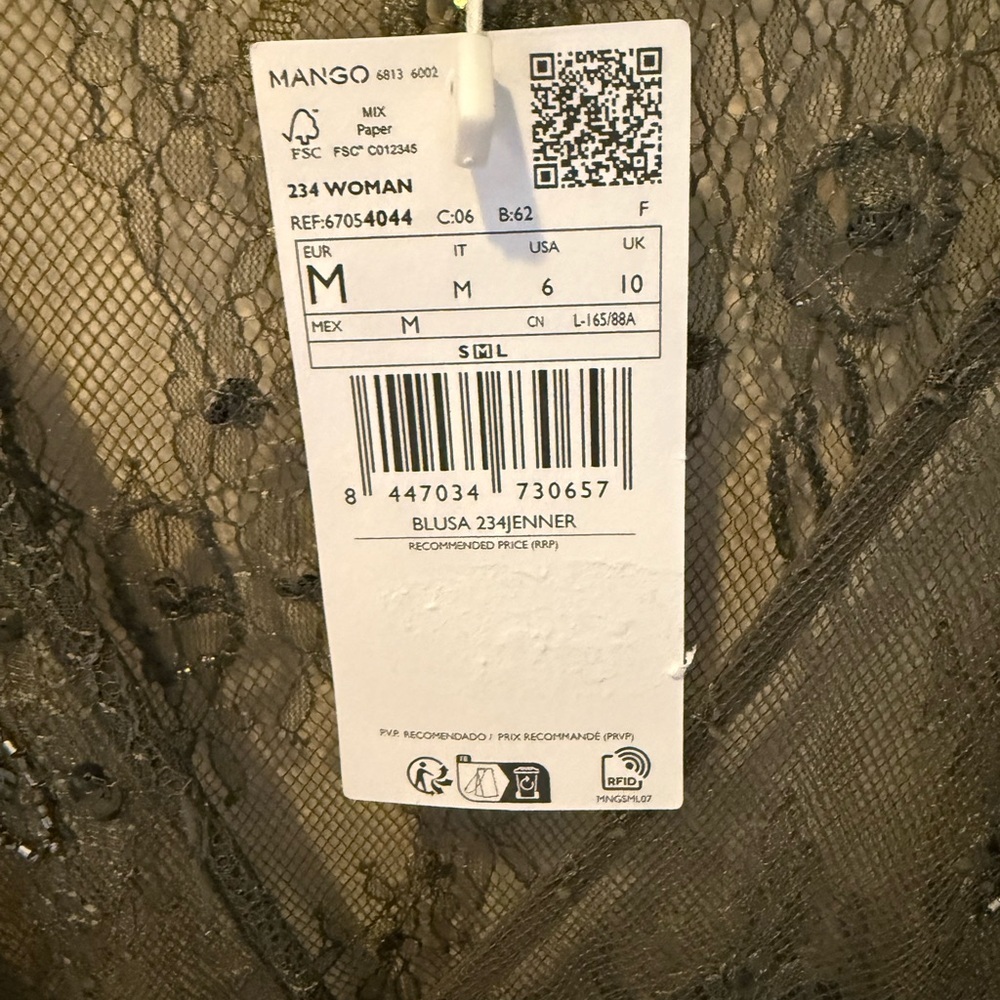 MANGO 6813 6002
MIX
Paper
FSC FSC® C012345
234 WOMAN
REF:67054044 C:06 B:62 F
EUR IT USA UK
M M 6 10
MEX M CN L-165/88A
S M L
8 447034 730657
BLUSA 234JENNER
RECOMMENDED PRICE (RRP)
P.V.P. RECOMENDADO / PRIX RECOMMANDÉ (PRVP)
FR
RFID
MNGSML07